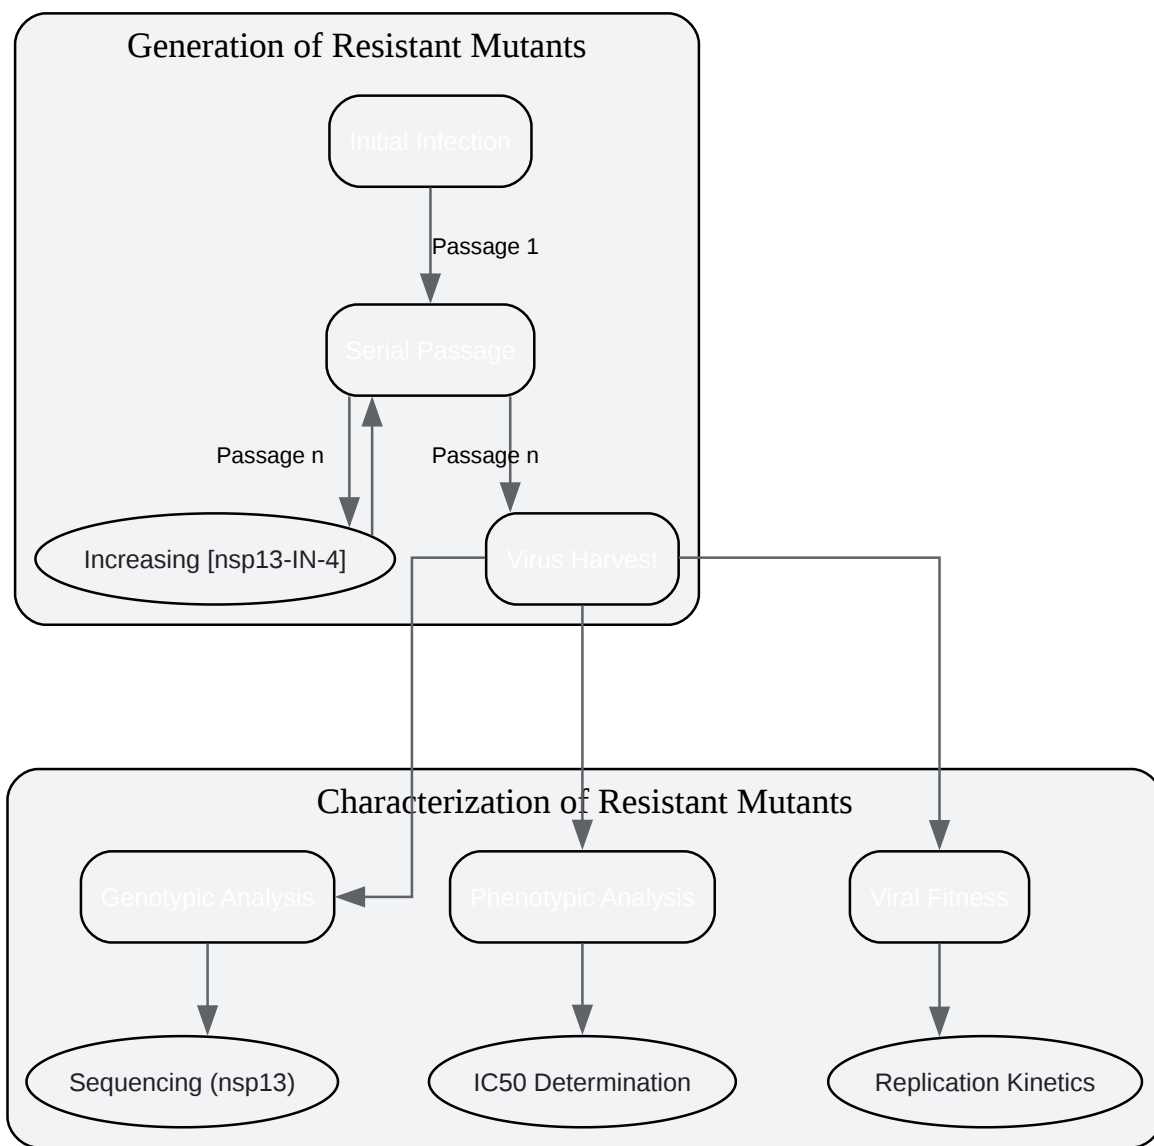 Generation of Resistant Mutants
Initial Infection
Passage 1
Serial Passage
Passage n
Passage n
Increasing [nsp13-IN-4]
Virus Harvest
Characterization of Resistant Mutants
Genotypic Analysis
Phenotypic Analysis
Viral Fitness
Sequencing (nsp13)
IC50 Determination
Replication Kinetics